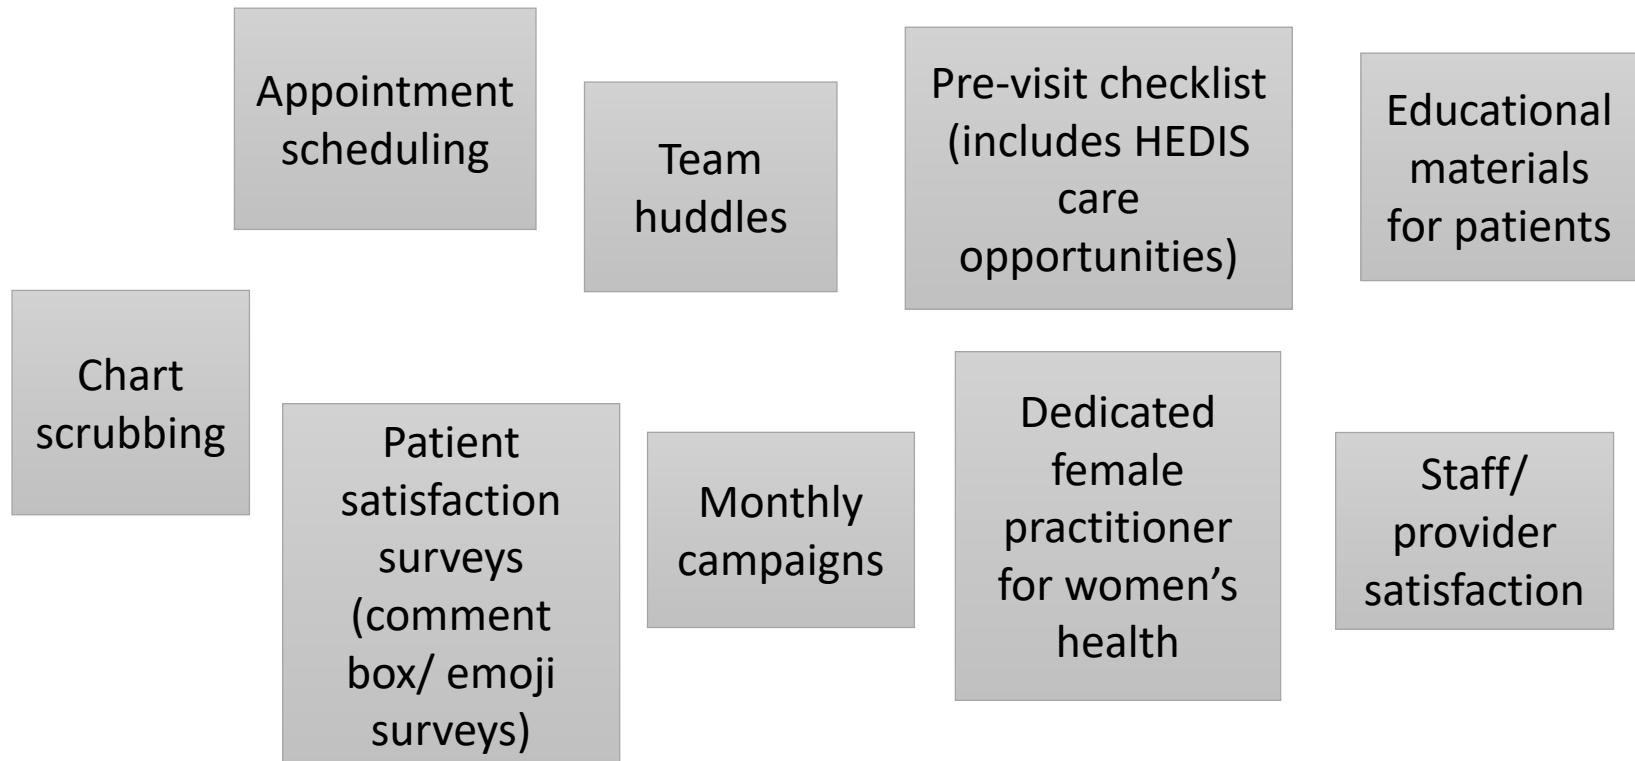 Appointment
scheduling
Team
huddles
Pre-visit checklist
(includes HEDIS
care
opportunities)
Educational
materials
for patients
Chart
scrubbing
Patient
satisfaction
surveys
(comment
box/ emoji
surveys)
Monthly
campaigns
Dedicated
female
practitioner
for women’s
health
Staff/
provider
satisfaction